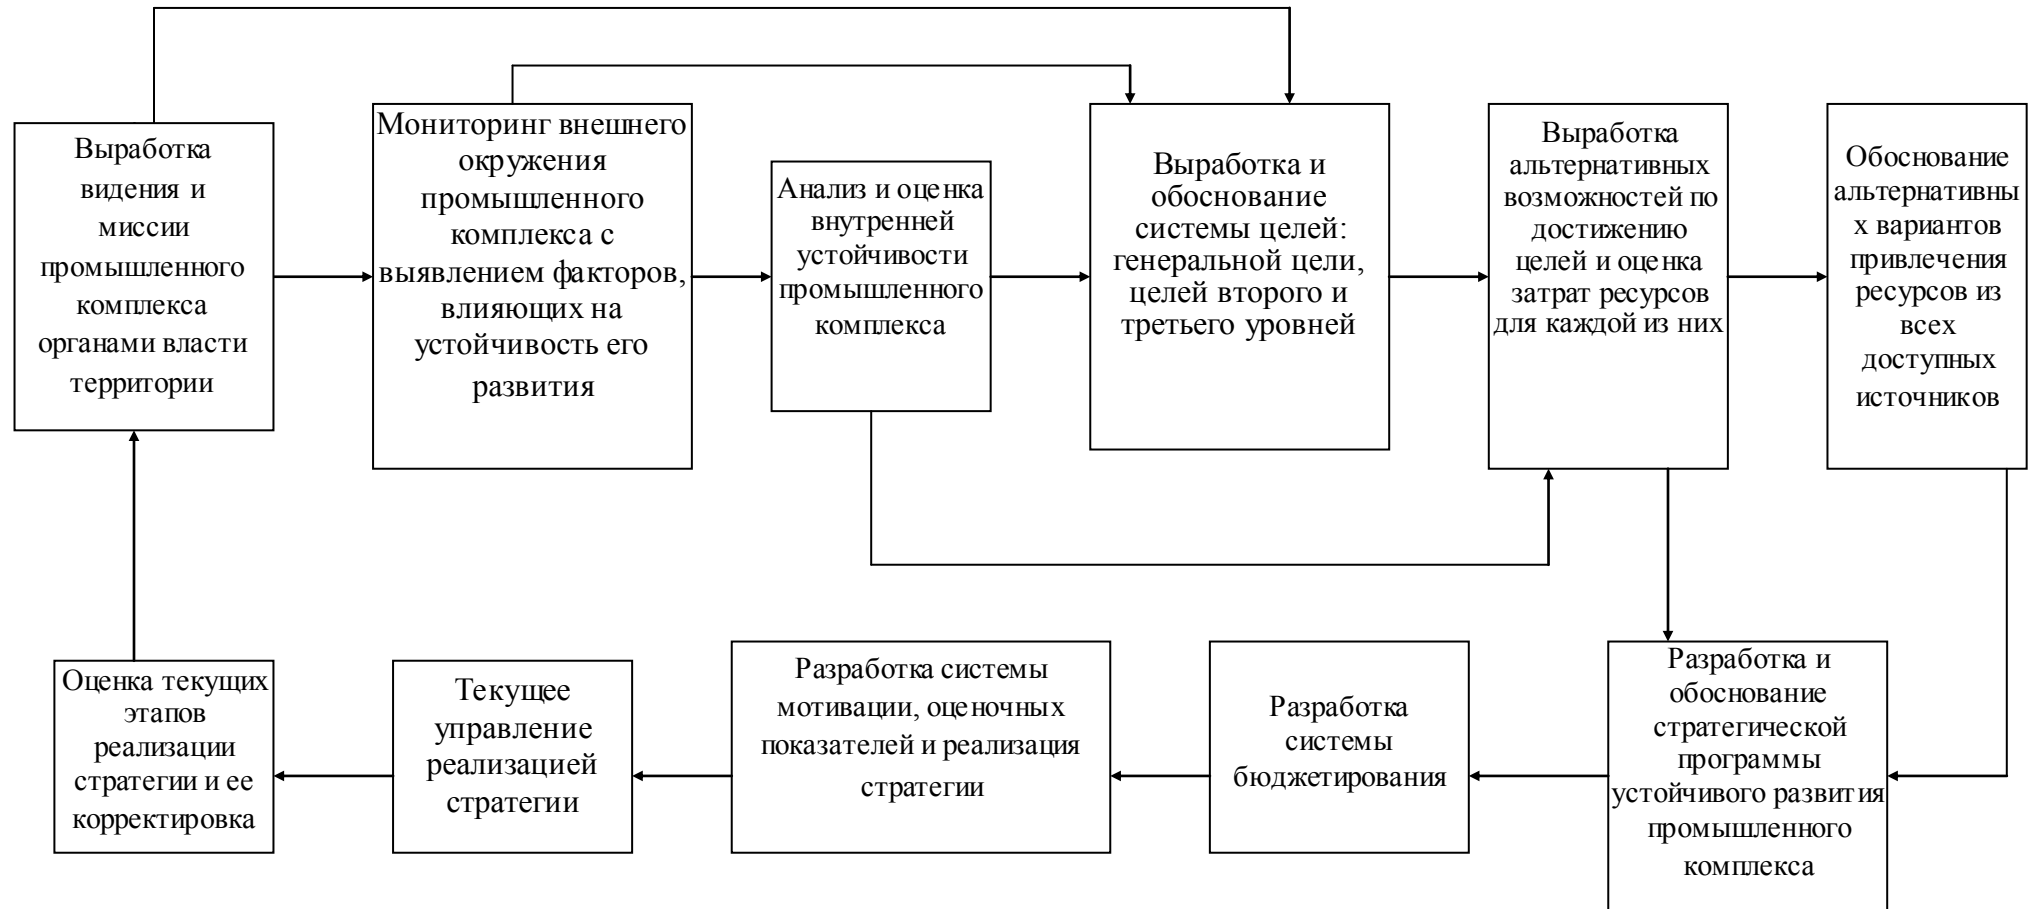 Выработка
видения и
миссии
промышленного
комплекса
органами власти
территории
Мониторинг внешнего
окружения
промышленного
комплекса с
выявлением факторов,
влияющих на
устойчивость его
развития
Анализ и оценка
внутренней
устойчивости
промышленного
комплекса
Выработка и
обоснование
системы целей:
генеральной цели,
целей второго и
третьего уровней
Выработка
альтернативных
возможностей по
достижению
целей и оценка
затрат ресурсов
для каждой из них
Обоснование
альтернативны
х вариантов
привлечения
ресурсов из
всех
доступных
источников
Оценка текущих
этапов
реализации
стратегии и ее
корректировка
Текущее
управление
реализацией
стратегии
Разработка системы
мотивации, оценочных
показателей и реализация
стратегии
Разработка
системы
бюджетирования
Разработка и
обоснование
стратегической
программы
устойчивого развития
промышленного
комплекса